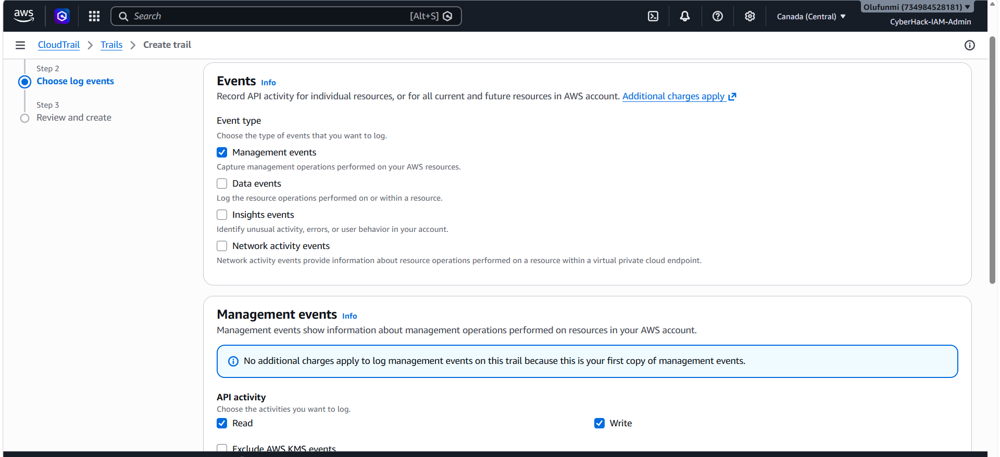 aws
Search
[Alt+S]
Canada (Central)
Olufunmi (734984528181)
CyberHack-IAM-Admin
CloudTrail
Trails
Create trail
Step 2
Choose log events
Step 3
Review and create
Events Info
Record API activity for individual resources, or for all current and future resources in AWS account. Additional charges apply
Event type
Choose the type of events that you want to log.
Management events
Capture management operations performed on your AWS resources.
Data events
Log the resource operations performed on or within a resource.
Insights events
Identify unusual activity, errors, or user behavior in your account.
Network activity events
Network activity events provide information about resource operations performed on a resource within a virtual private cloud endpoint.
Management events Info
Management events show information about management operations performed on resources in your AWS account.
No additional charges apply to log management events on this trail because this is your first copy of management events.
API activity
Choose the activities you want to log.
Read
Write
Exclude AWS KMS events